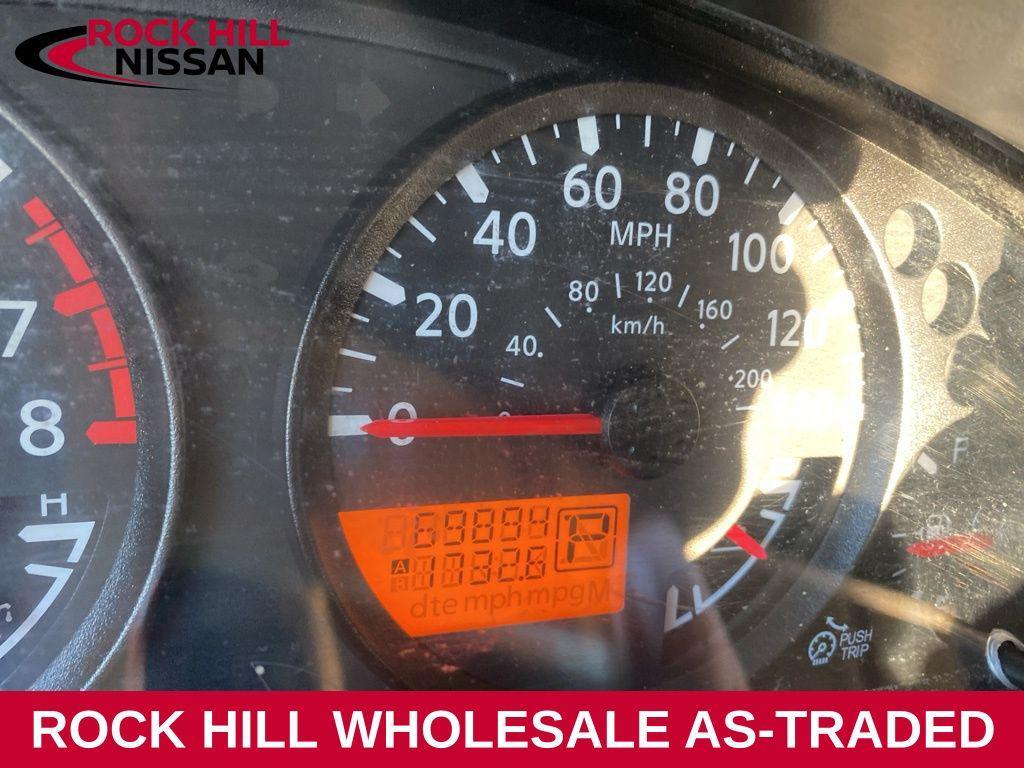 ROCK HILL
NISSAN
60
80
40
MPH
100
20
80
120
160
km/h
120
40.
200
7
0
8
H
F
P
A
dte mph mpg M
PUSH
TRIP
ROCK HILL WHOLESALE AS-TRADED